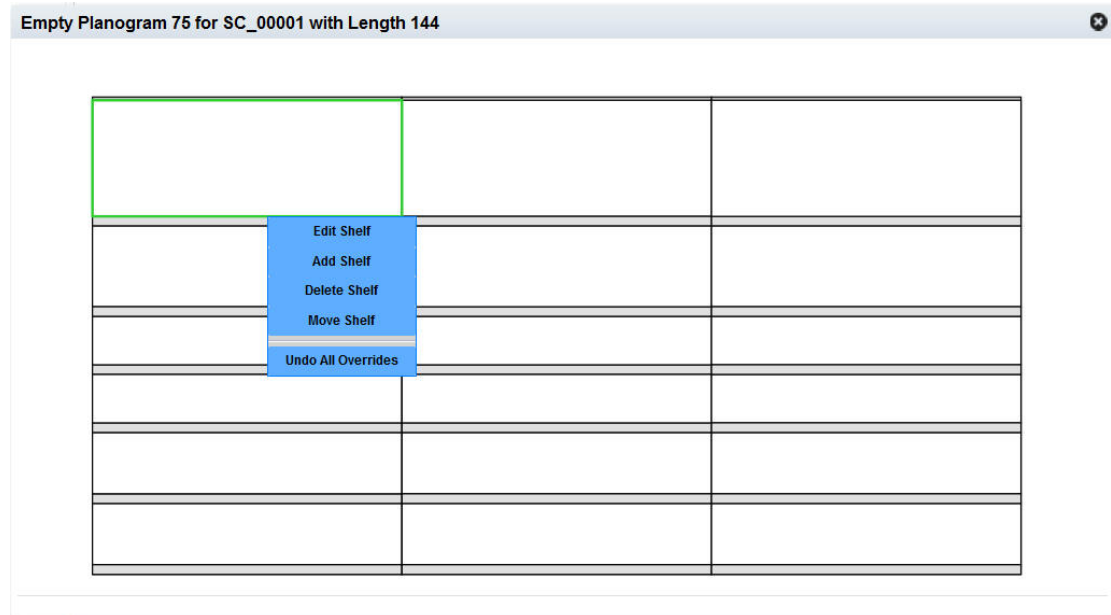 Empty Planogram 75 for SC_00001 with Length 144
Edit Shelf
Add Shelf
Delete Shelf
Move Shelf
Undo All Overrides